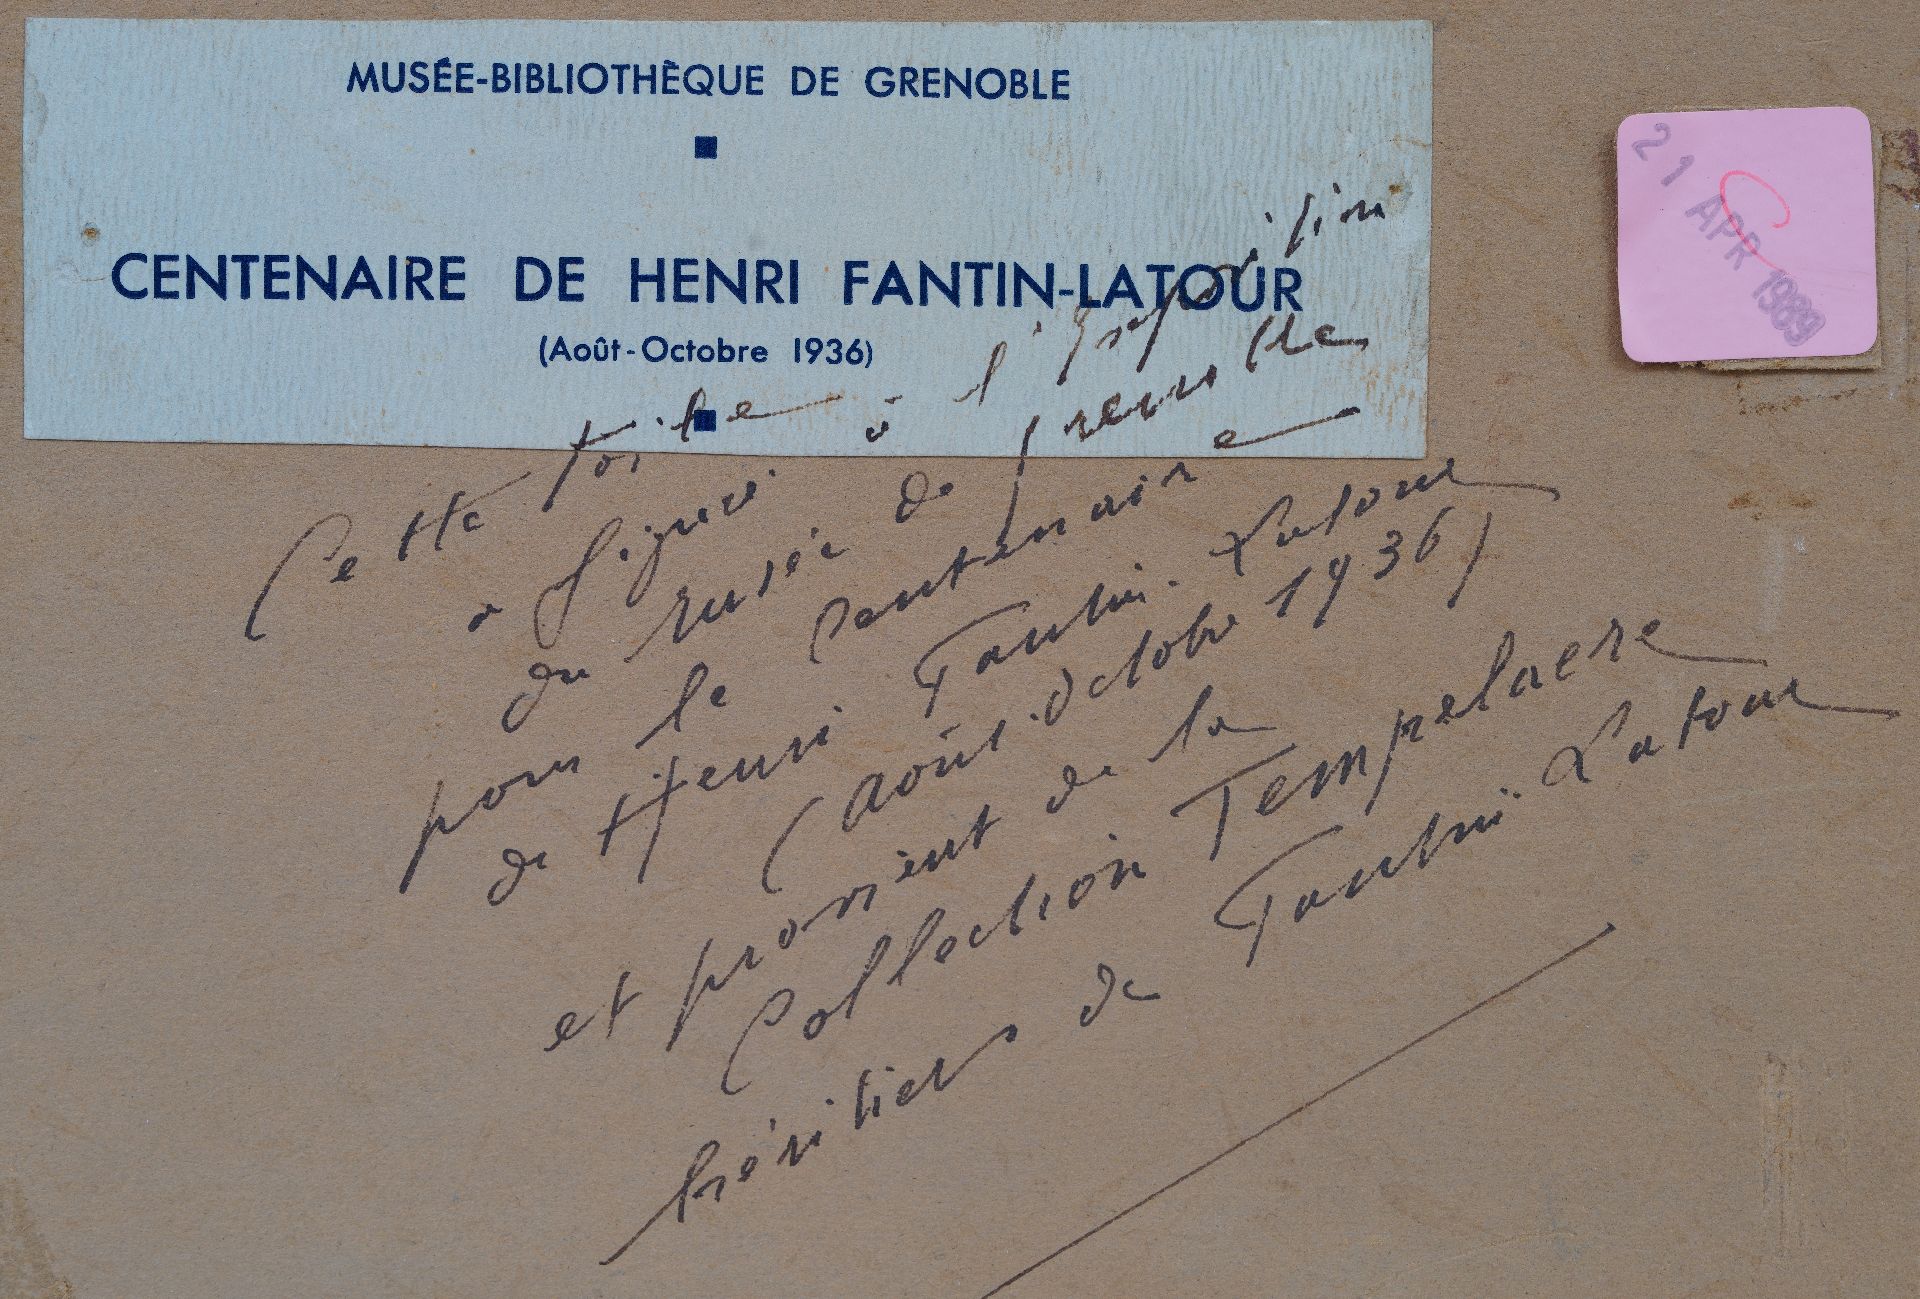 MUSÉE-BIBLIOTHÈQUE DE GRENOBLE
CENTENAIRE DE HENRI FANTIN-LATOUR
(Août-Octobre 1936)
21 APR 1989
Cette toile
a figuré à l'Exposition
du Musée de Grenoble
pour le Centenaire
de Henri Fantin-Latour
(août-octobre 1936)
et provient de la
Collection Tempelaere
héritiers de Fantin Latour